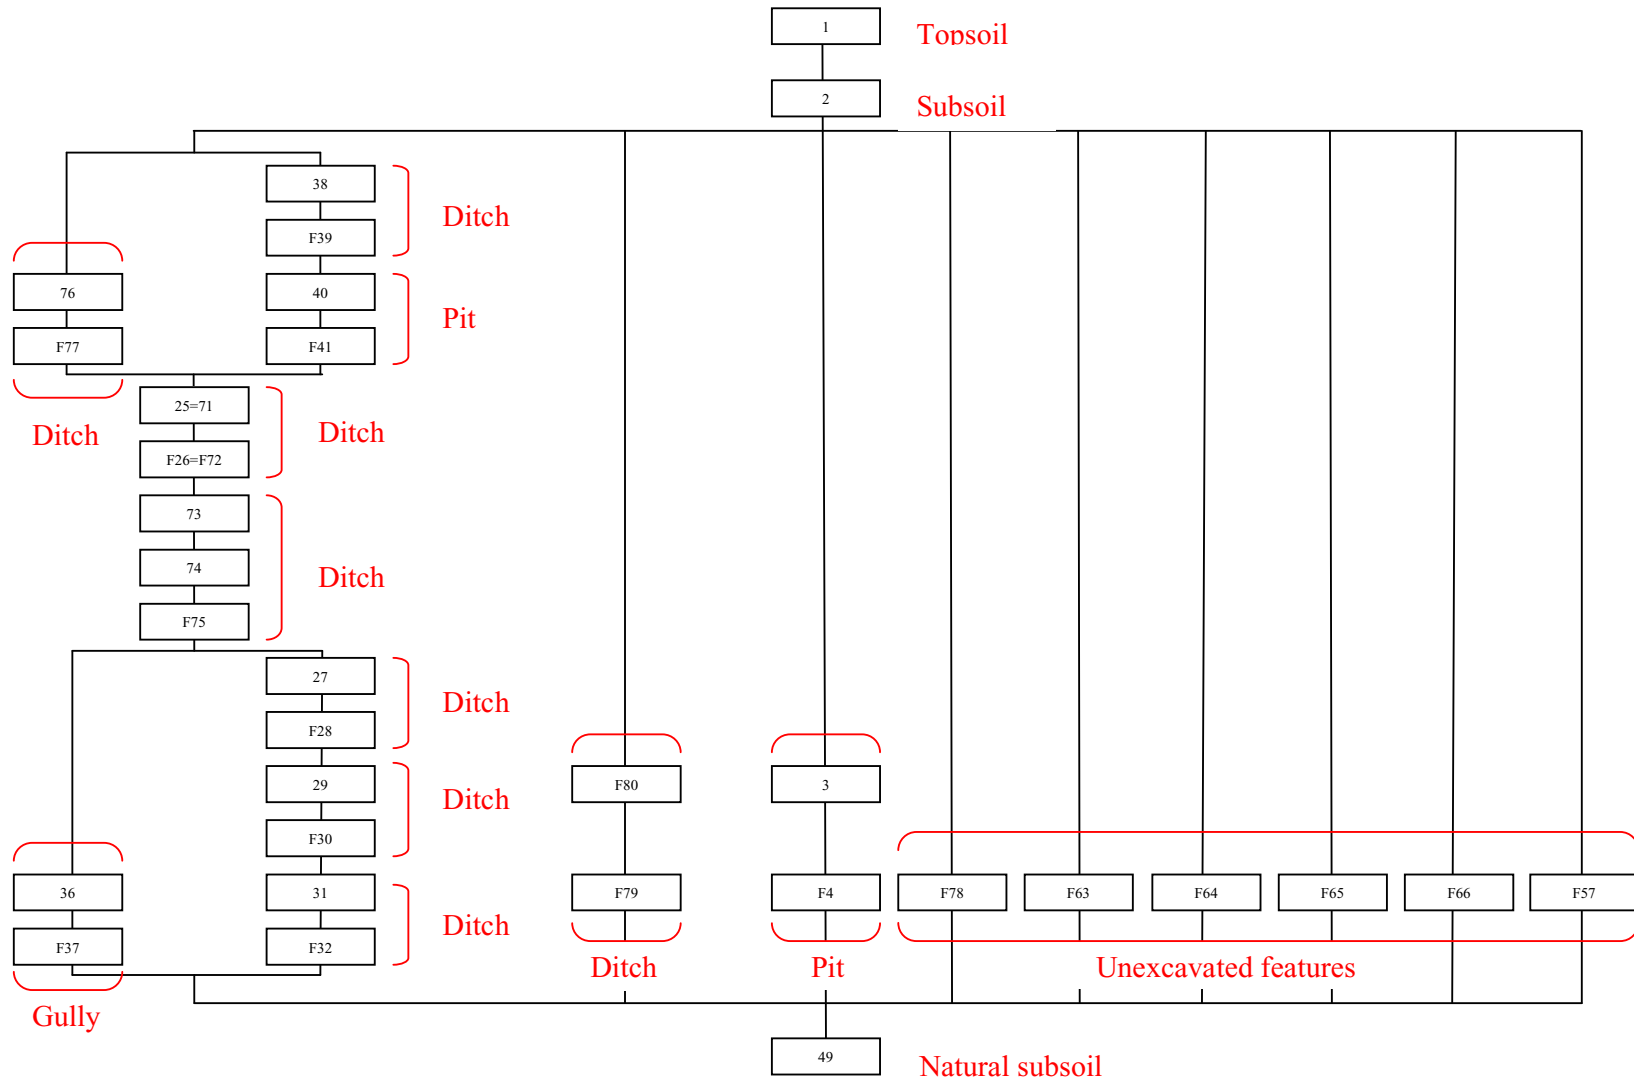 1
Topsoil
2
Subsoil
38
Ditch
F39
76
40
Pit
F77
F41
25=71
Ditch
Ditch
F26=F72
73
74
Ditch
F75
27
Ditch
F28
29
Ditch
F80
3
F30
36
31
Ditch
F79
F4
F78
F63
F64
F65
F66
F57
F37
F32
Ditch
Pit
Unexcavated features
Gully
49
Natural subsoil